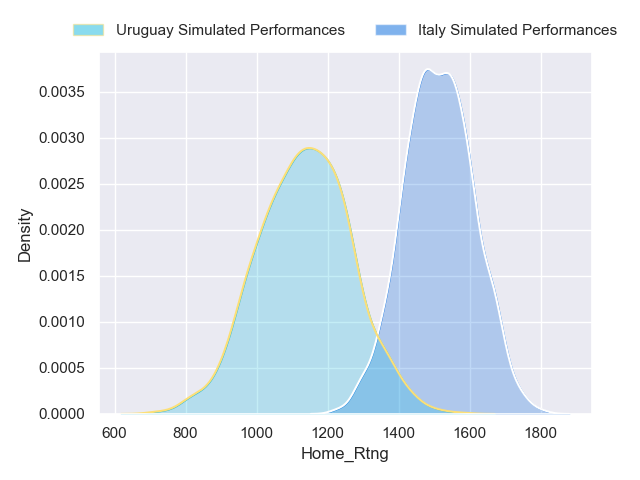 Uruguay Simulated Performances Italy Simulated Performances
0.0035
0.0030
0.0025
0.0020
0.0015
0.0010
0.0005
0.0000
Density
600 800 1000 1200 1400 1600 1800
Home_Rtng